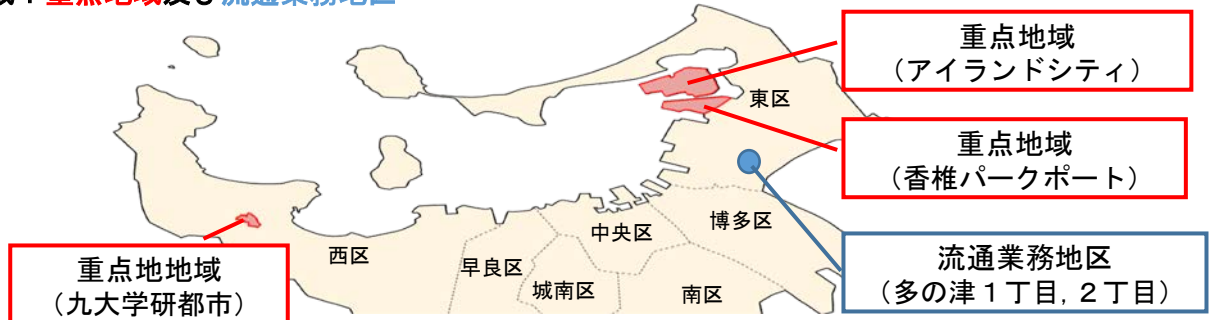 重点地域及び流通業務地区
重点地域
（アイランドシティ）
東区
重点地域
（香椎パークポート）
博多区
中央区
西区
早良区
城南区
南区
流通業務地区
（多の津１丁目，２丁目）
重点地地域
（九大学研都市）